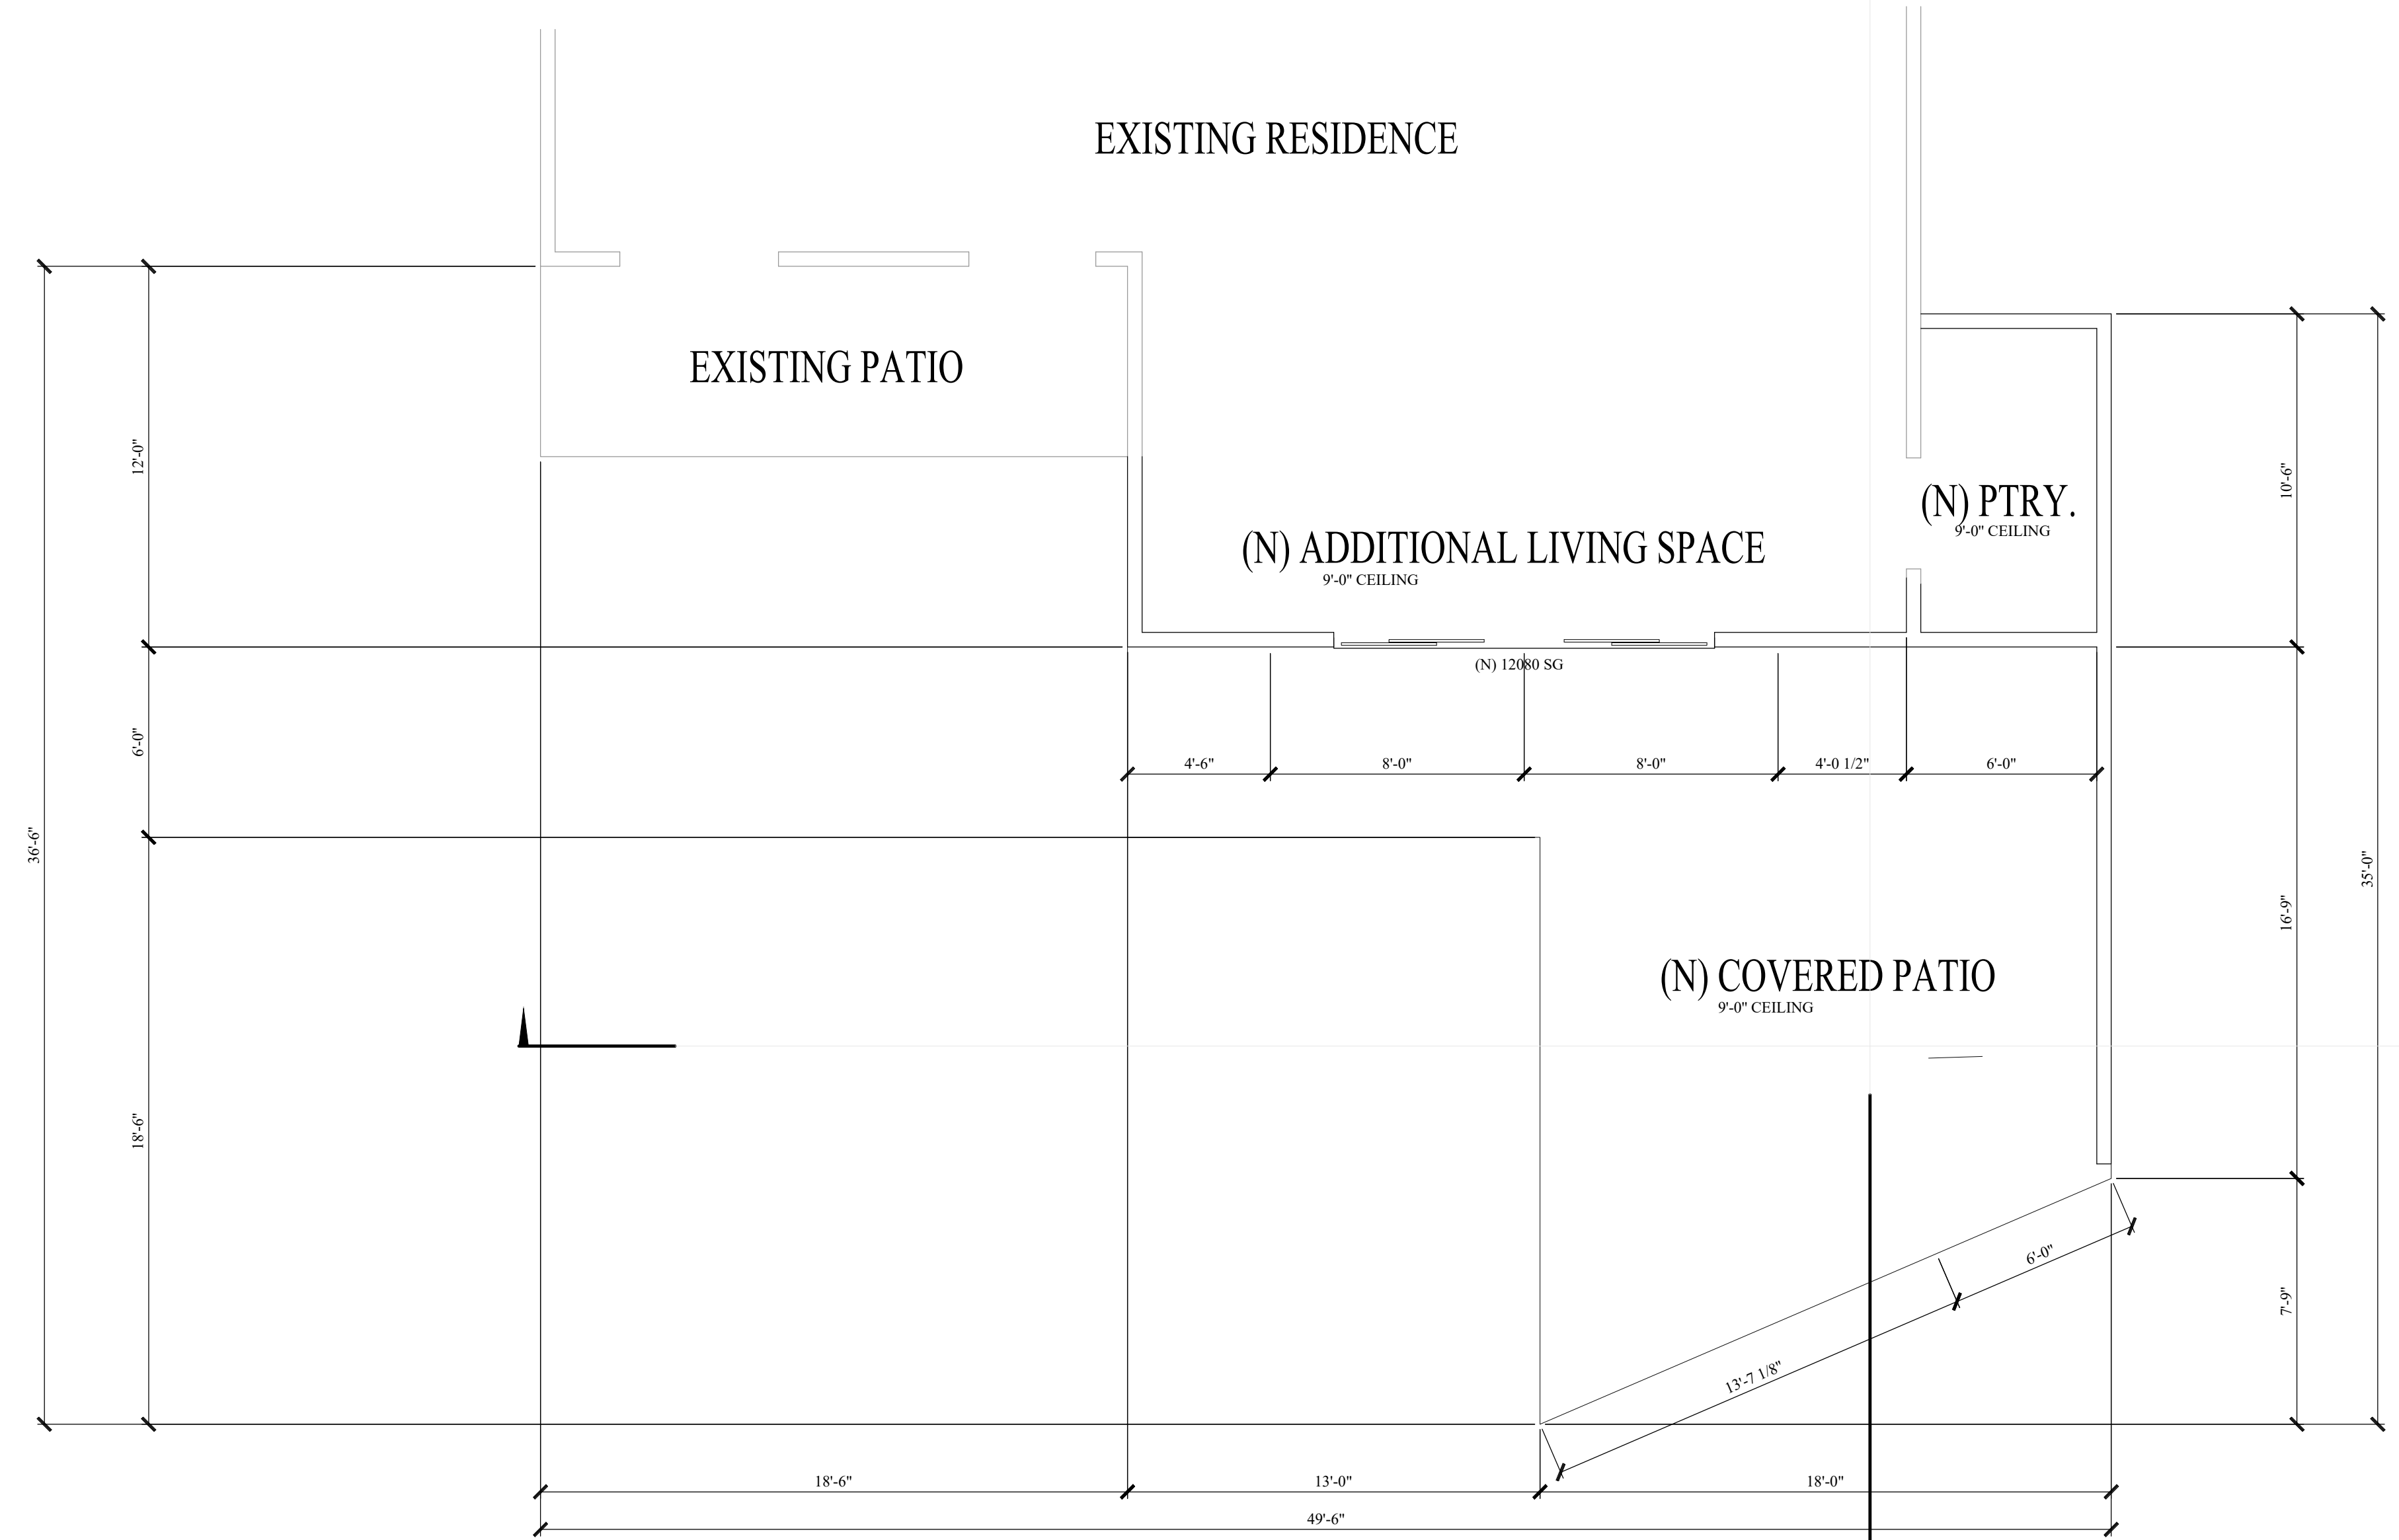 EXISTING RESIDENCE
EXISTING PATIO
12'-0"
10'-6"
(N) PTRY.
9'-0" CEILING
(N) ADDITIONAL LIVING SPACE
9'-0" CEILING
(N) 12080 SG
6'-0"
4'-6"
8'-0"
8'-0"
4'-0 1/2"
6'-0"
36'-6"
35'-0"
16'-9"
(N) COVERED PATIO
9'-0" CEILING
18'-6"
6'-0"
7'-9"
13'-7 1/8"
18'-6"
13'-0"
18'-0"
49'-6"